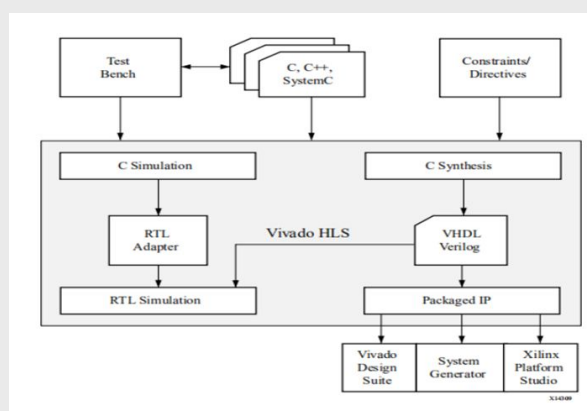 Test
Bench
C, C++,
SystemC
Constraints/
Directives
C Simulation
C Synthesis
RTL
Adapter
Vivado HLS
VHDL
Verilog
RTL Simulation
Packaged IP
Vivado
Design
Suite
System
Generator
Xilinx
Platform
Studio
X14309